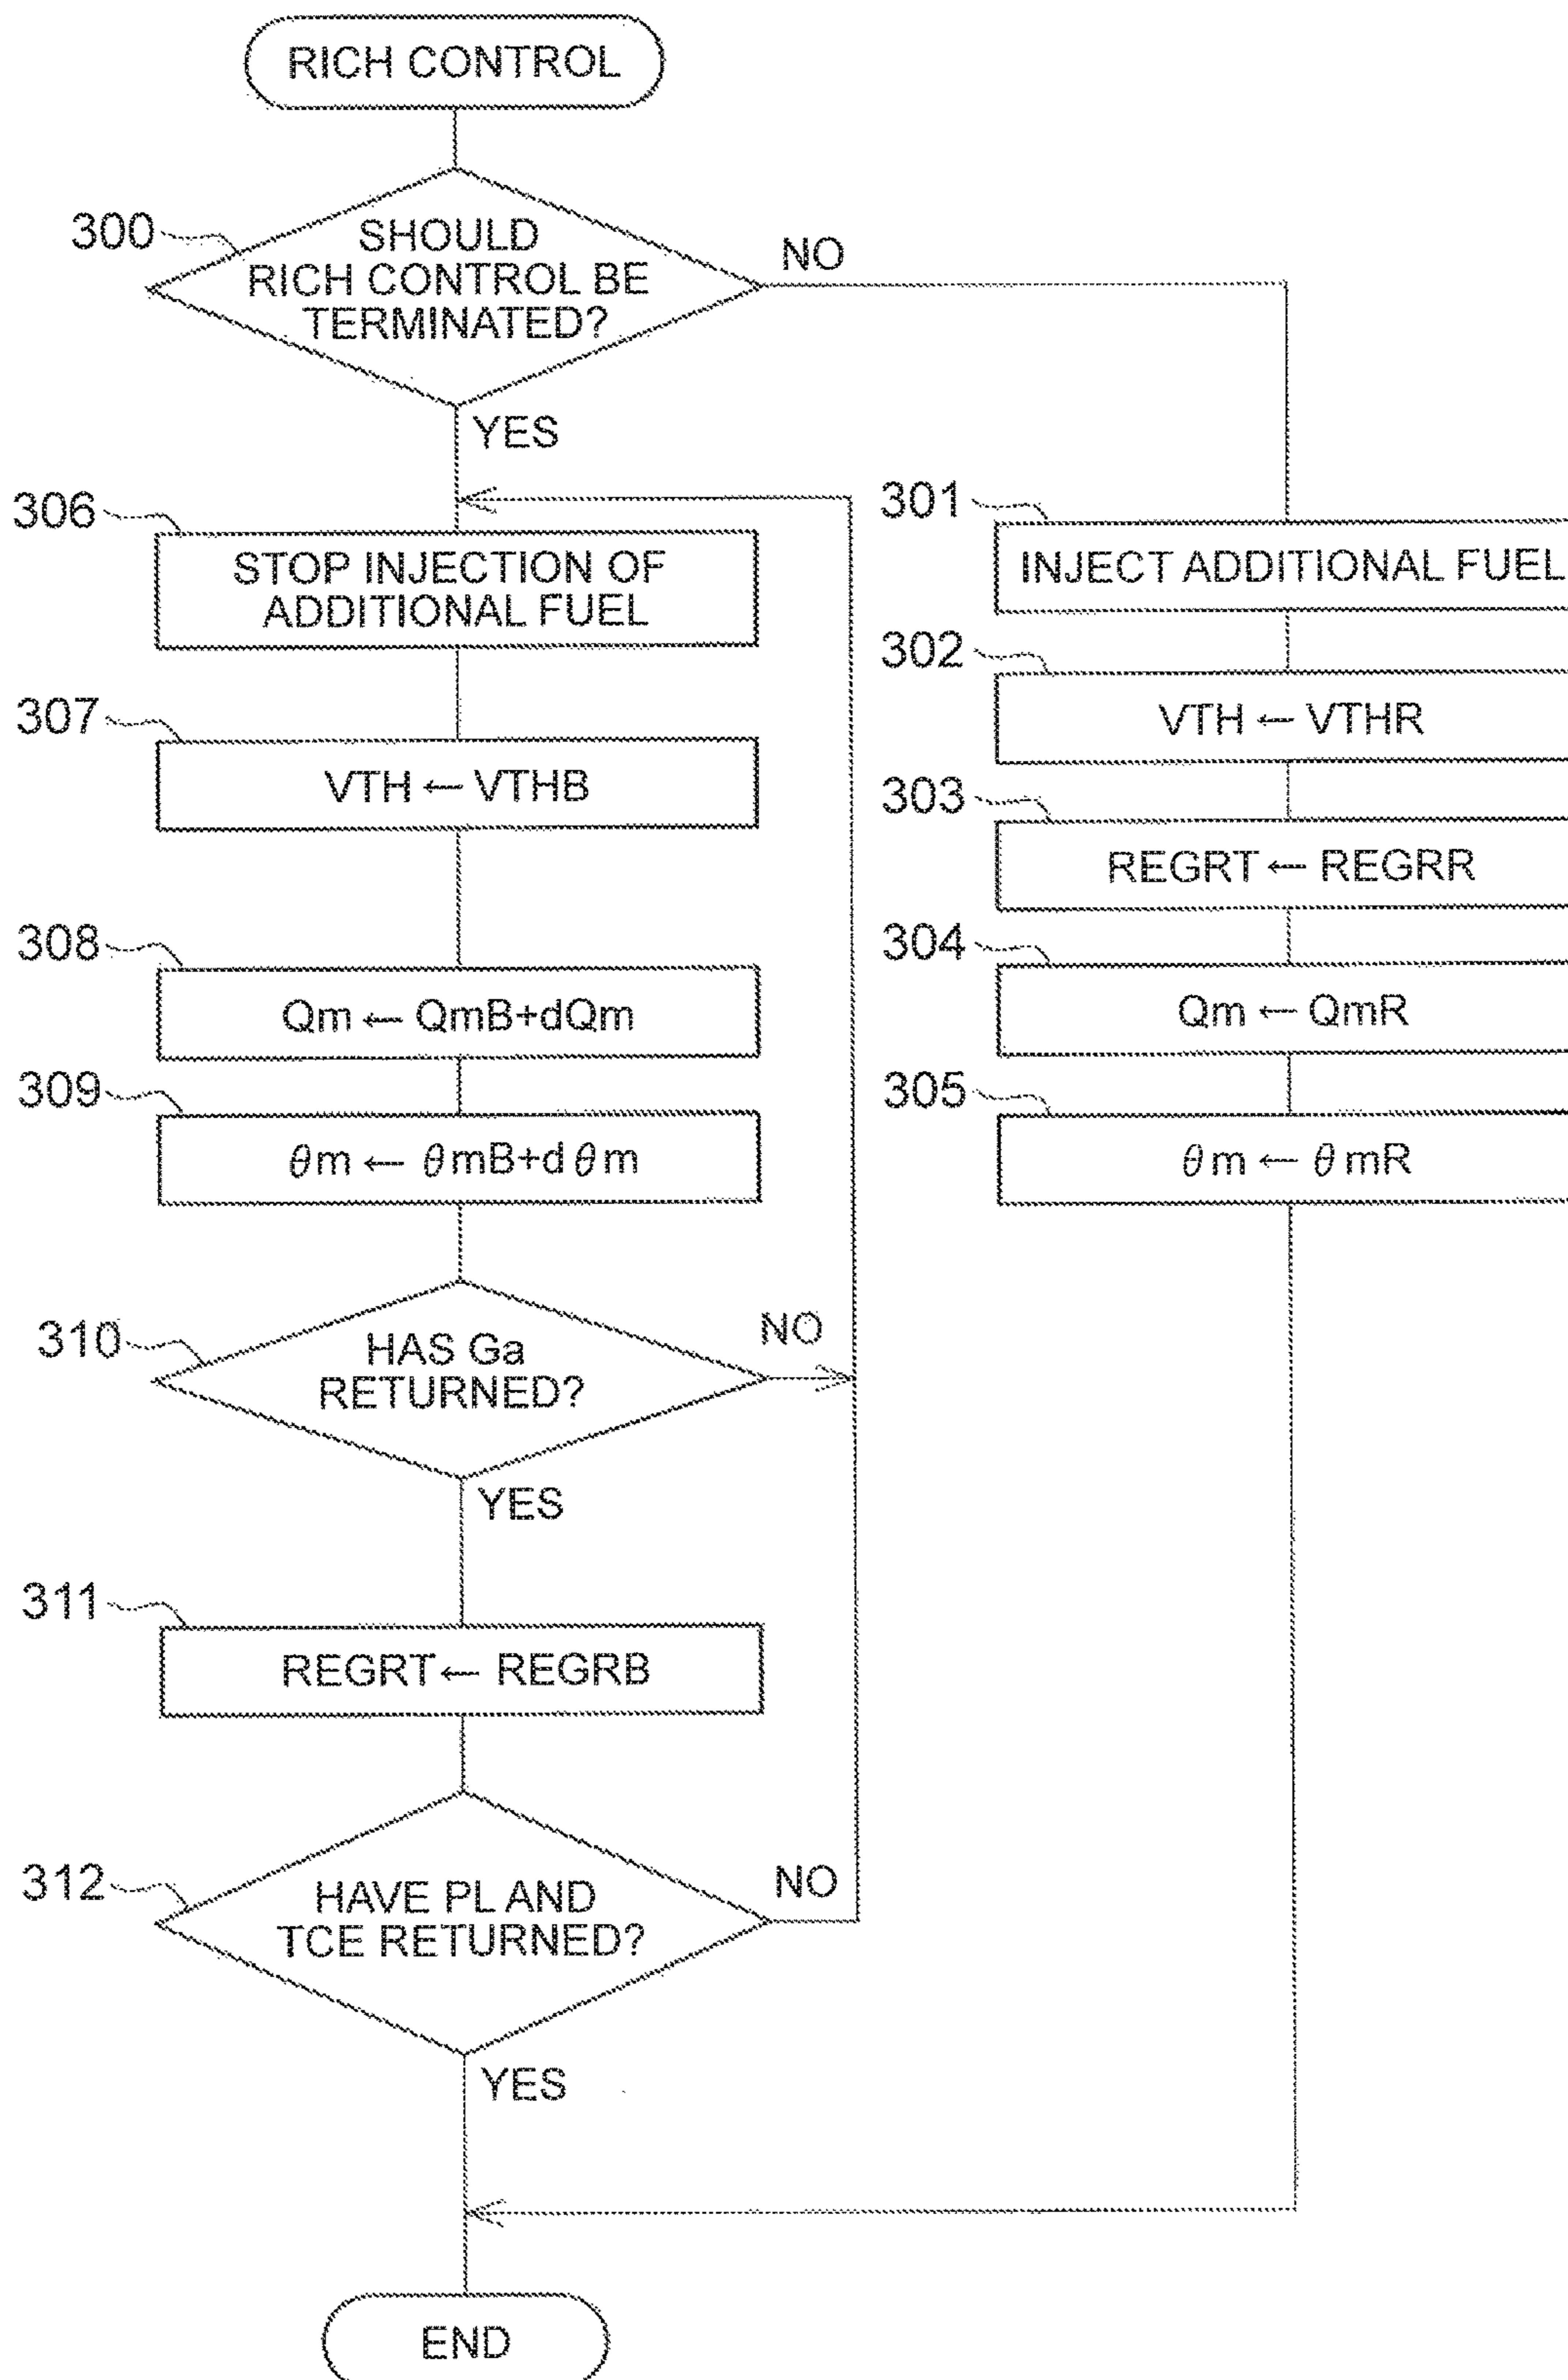 RICH CONTROL
300
SHOULD
RICH CONTROL BE
TERMINATED?
NO
YES
306
STOP INJECTION OF
ADDITIONAL FUEL
307
VTH ← VTHB
308
Qm ← QmB+dQm
309
θm ← θmB+dθm
310
HAS Ga
RETURNED?
NO
YES
311
REGRT ← REGRB
312
HAVE PL AND
TCE RETURNED?
NO
YES
301
INJECT ADDITIONAL FUEL
302
VTH ← VTHR
303
REGRT ← REGRR
304
Qm ← QmR
305
θm ← θmR
END